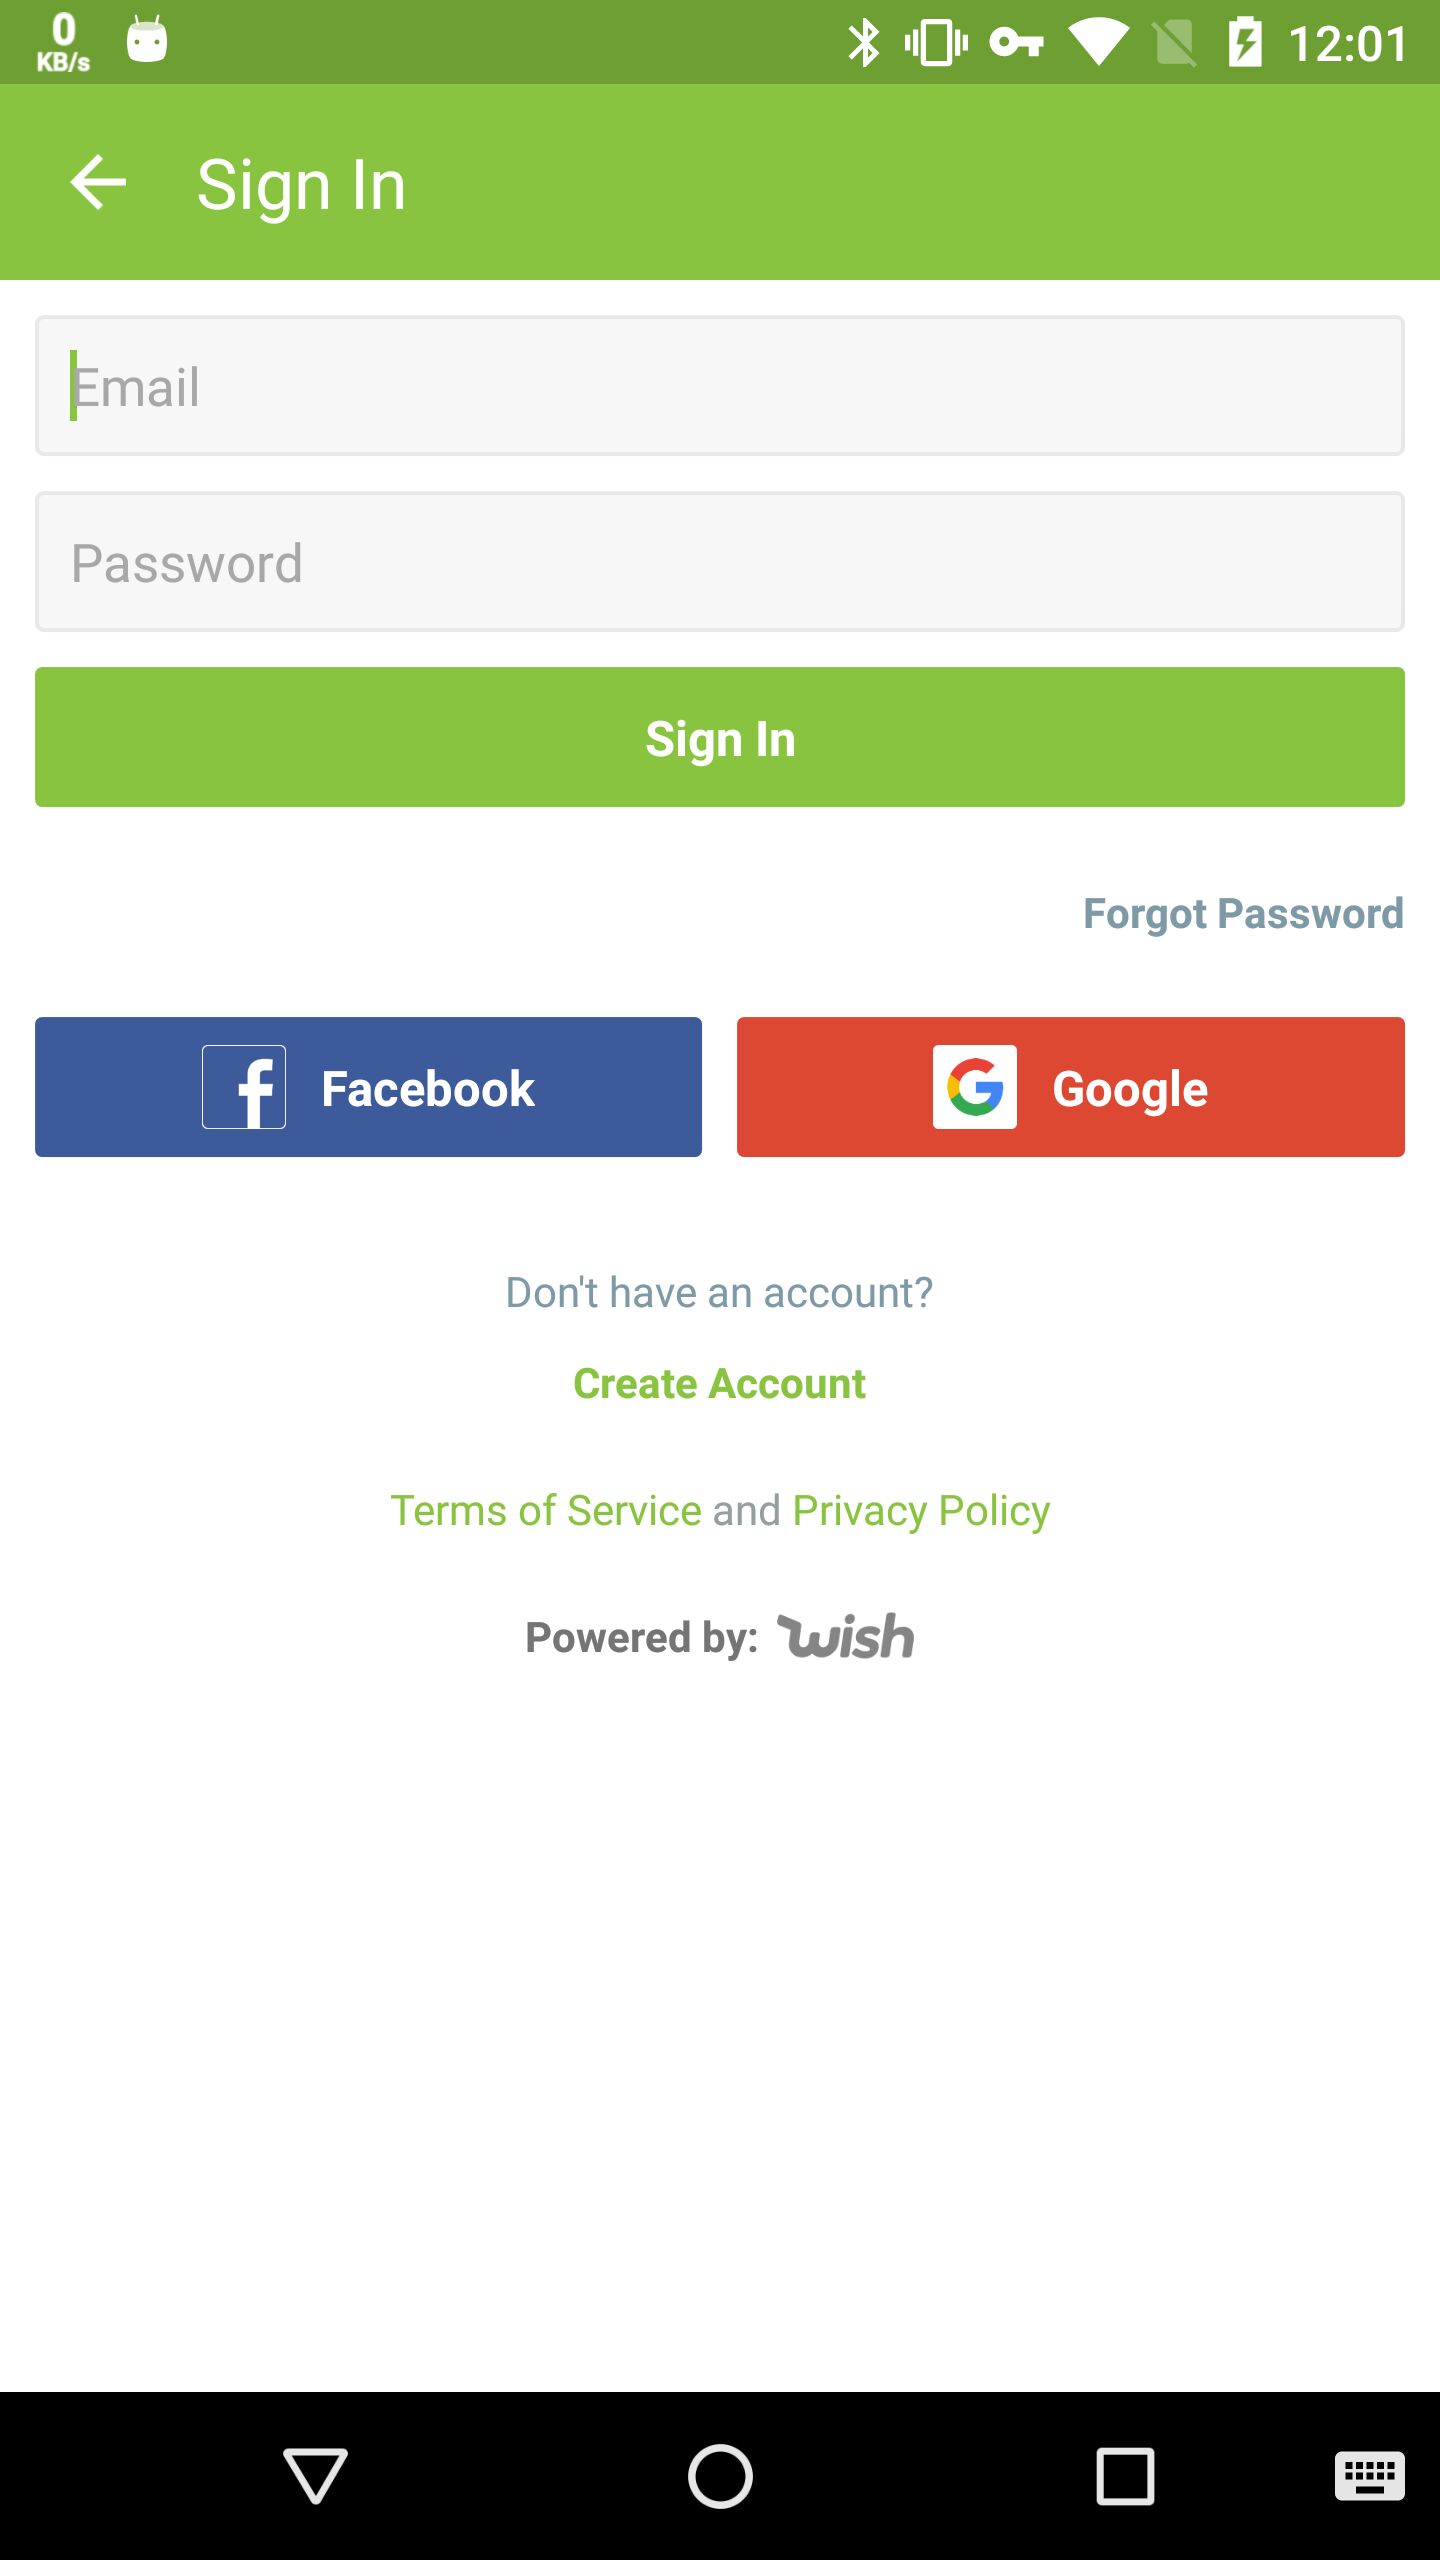 0
KB/s
12:01
Sign In
Email
Password
Sign In
Forgot Password
Facebook
Google
Don't have an account?
Create Account
Terms of Service and Privacy Policy
Powered by: wish